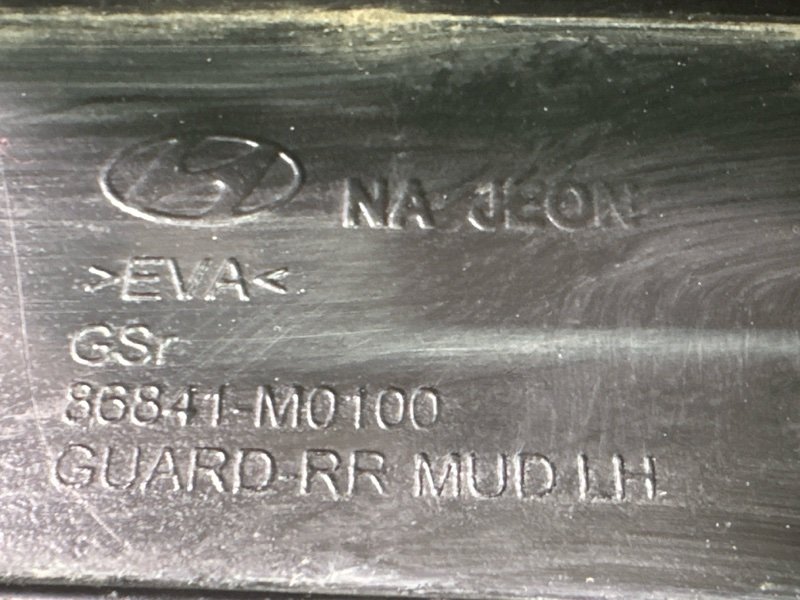 NA JEON
>EVA<
GSr
86841-M0100
GUARD-RR MUD LH